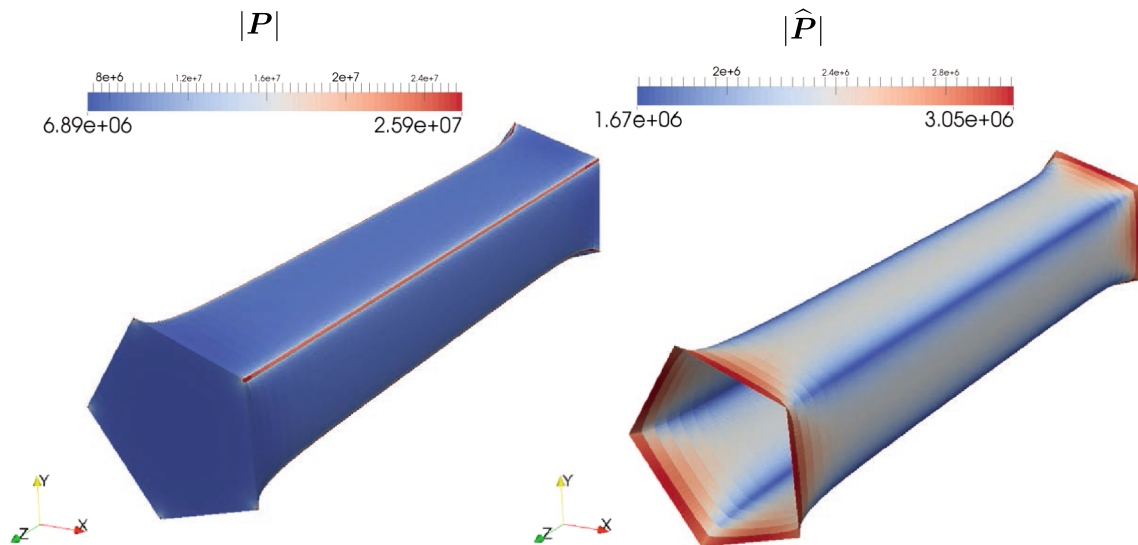 |P|
8e+6 1.2e+7 1.6e+7 2e+7 2.4e+7
6.89e+06 2.59e+07
|P̂|
2e+6 2.4e+6 2.8e+6
1.67e+06 3.05e+06
Y
Z X
Y
Z X